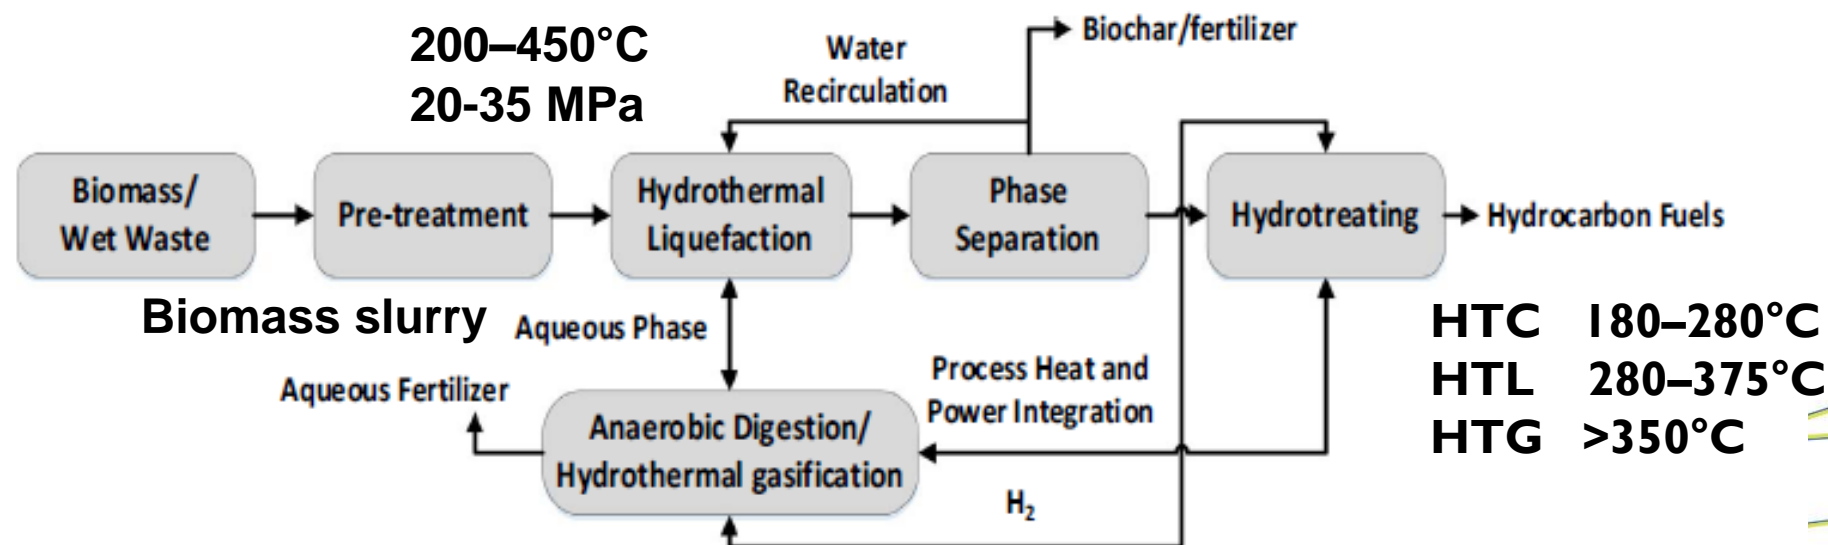 200–450°C
20-35 MPa
Water
Recirculation
Biochar/fertilizer
Biomass/
Wet Waste
Pre-treatment
Hydrothermal
Liquefaction
Phase
Separation
Hydrotreating
Hydrocarbon Fuels
Biomass slurry
Aqueous Phase
Aqueous Fertilizer
Anaerobic Digestion/
Hydrothermal gasification
Process Heat and
Power Integration
H₂
HTC 180–280°C
HTL 280–375°C
HTG >350°C